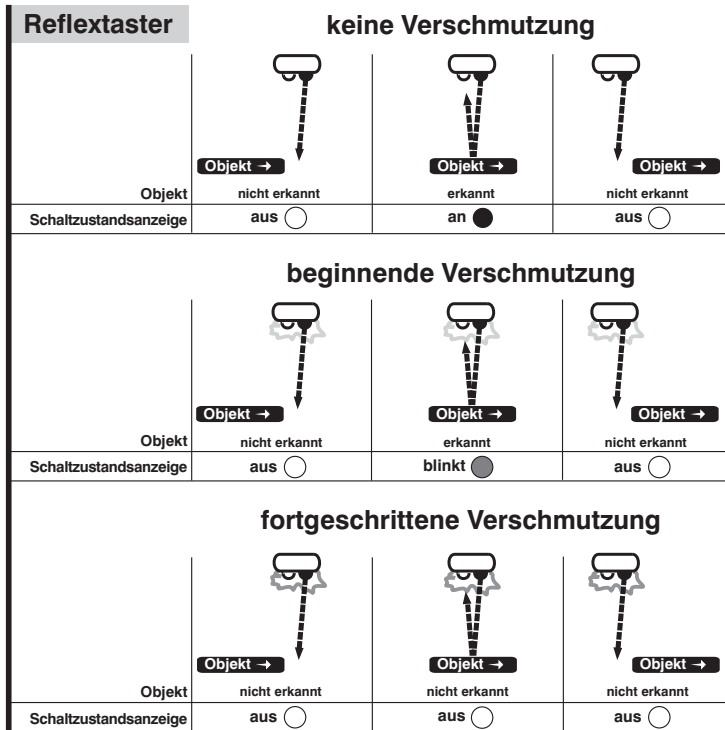 Reflextaster
keine Verschmutzung
Objekt → Objekt → Objekt →
Objekt nicht erkannt erkannt nicht erkannt
Schaltzustandsanzeige aus an aus
beginnende Verschmutzung
Objekt → Objekt → Objekt →
Objekt nicht erkannt erkannt nicht erkannt
Schaltzustandsanzeige aus blinkt aus
fortgeschrittene Verschmutzung
Objekt → Objekt → Objekt →
Objekt nicht erkannt nicht erkannt nicht erkannt
Schaltzustandsanzeige aus aus aus